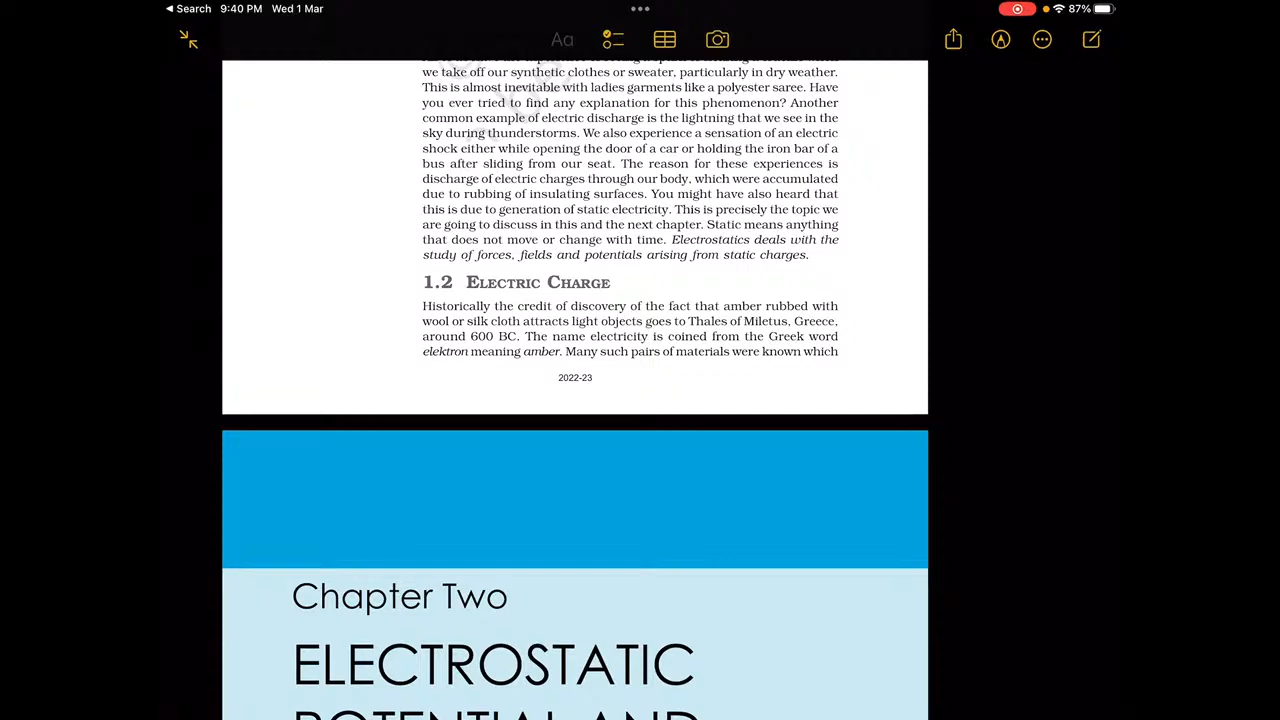 Search 9:40 PM Wed 1 Mar 87%
Aa
we take off our synthetic clothes or sweater, particularly in dry weather.
This is almost inevitable with ladies garments like a polyester saree. Have
you ever tried to find any explanation for this phenomenon? Another
common example of electric discharge is the lightning that we see in the
sky during thunderstorms. We also experience a sensation of an electric
shock either while opening the door of a car or holding the iron bar of a
bus after sliding from our seat. The reason for these experiences is
discharge of electric charges through our body, which were accumulated
due to rubbing of insulating surfaces. You might have also heard that
this is due to generation of static electricity. This is precisely the topic we
are going to discuss in this and the next chapter. Static means anything
that does not move or change with time. Electrostatics deals with the
study of forces, fields and potentials arising from static charges.
1.2 ELECTRIC CHARGE
Historically the credit of discovery of the fact that amber rubbed with
wool or silk cloth attracts light objects goes to Thales of Miletus, Greece,
around 600 BC. The name electricity is coined from the Greek word
elektron meaning amber. Many such pairs of materials were known which
2022-23
Chapter Two
ELECTROSTATIC
POTENTIAL AND